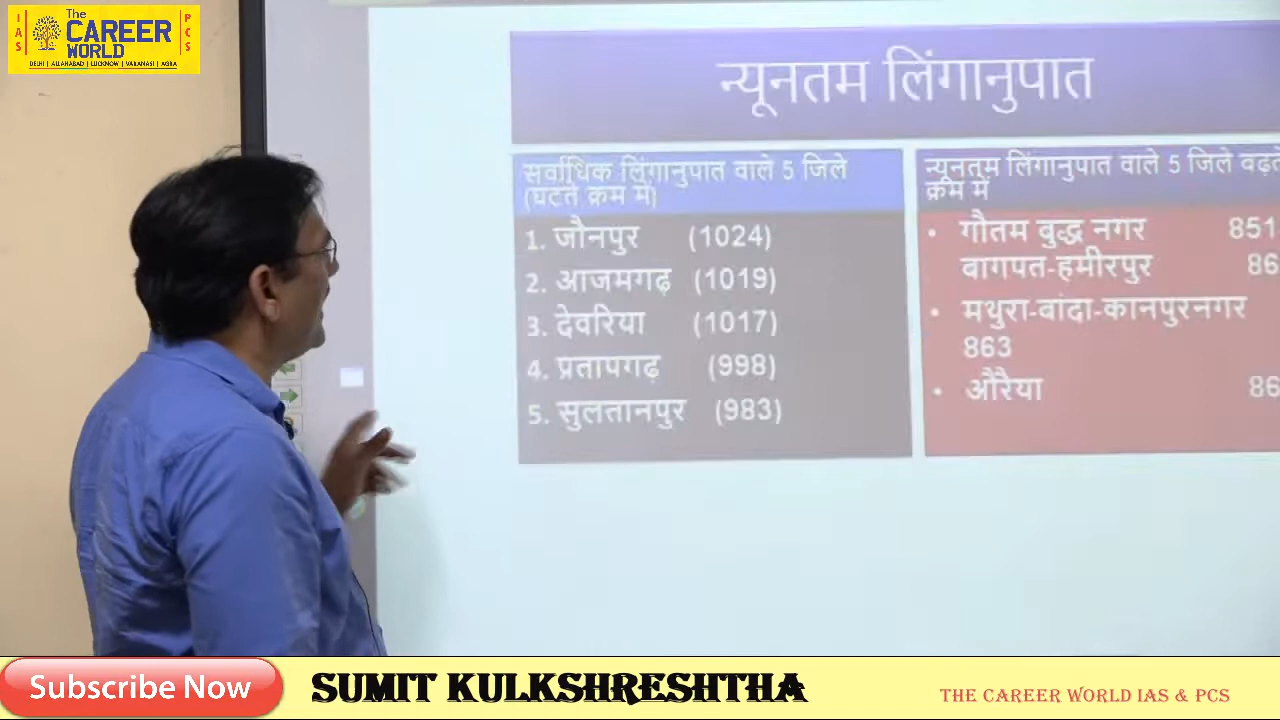 IAS
The
CAREER
WORLD
PCS
DELHI | ALLAHABAD | LUCKNOW | VARANASI | AGRA
न्यूनतम लिंगानुपात
सर्वाधिक लिंगानुपात वाले 5 जिले
(घटते क्रम में)
1. जौनपुर (1024)
2. आजमगढ़ (1019)
3. देवरिया (1017)
4. प्रतापगढ़ (998)
5. सुलतानपुर (983)
न्यूनतम लिंगानुपात वाले 5 जिले
क्रम में
• गौतम बुद्ध नगर 851
बागपत-हमीरपुर
• मथुरा-बांदा-कानपुरनगर
863
• औरैया
Subscribe Now
SUMIT KULKSHRESHTHA
THE CAREER WORLD IAS & PCS